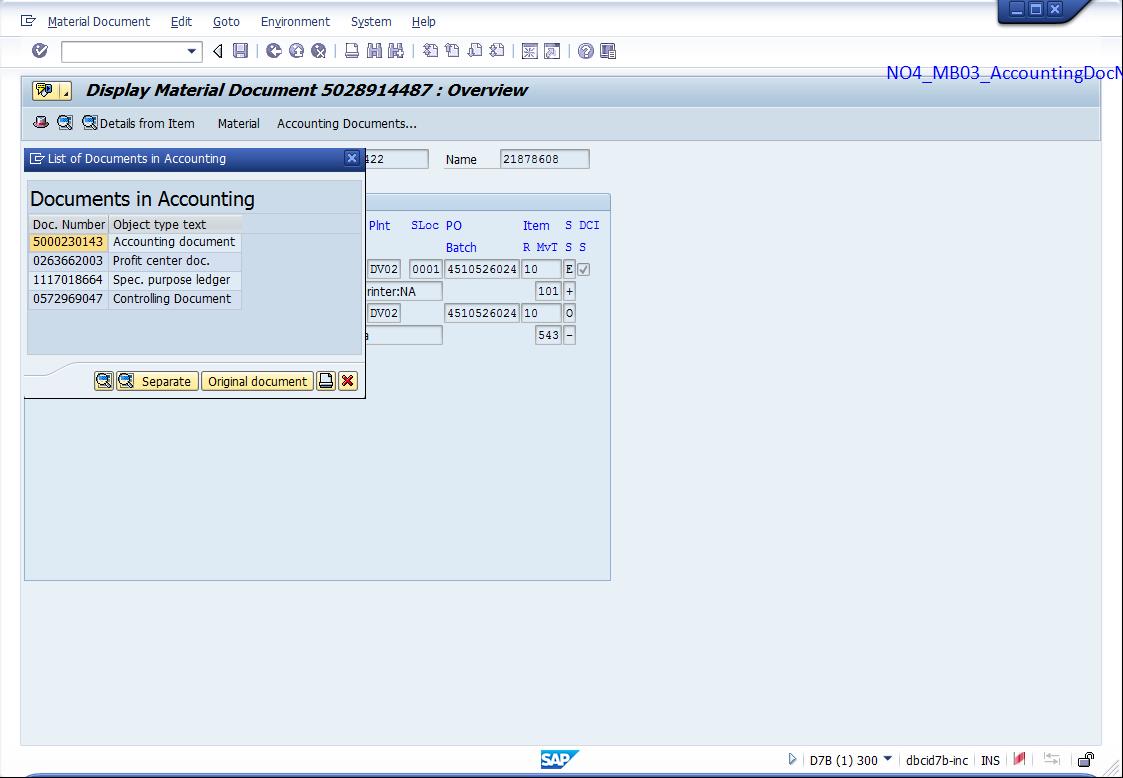 Material Document Edit Goto Environment System Help
NO4_MB03_AccountingDocN
Display Material Document 5028914487 : Overview
Details from Item Material Accounting Documents...
List of Documents in Accounting
422 Name 21878608
Documents in Accounting
Doc. Number Object type text
5000230143 Accounting document
0263662003 Profit center doc.
1117018664 Spec. purpose ledger
0572969047 Controlling Document
Separate Original document
Plnt SLoc PO Item S DCI
Batch R MvT S S
DV02 0001 4510526024 10 E
rinter:NA 101 +
DV02 4510526024 10 O
a 543 -
SAP D7B (1) 300 dbcid7b-inc INS